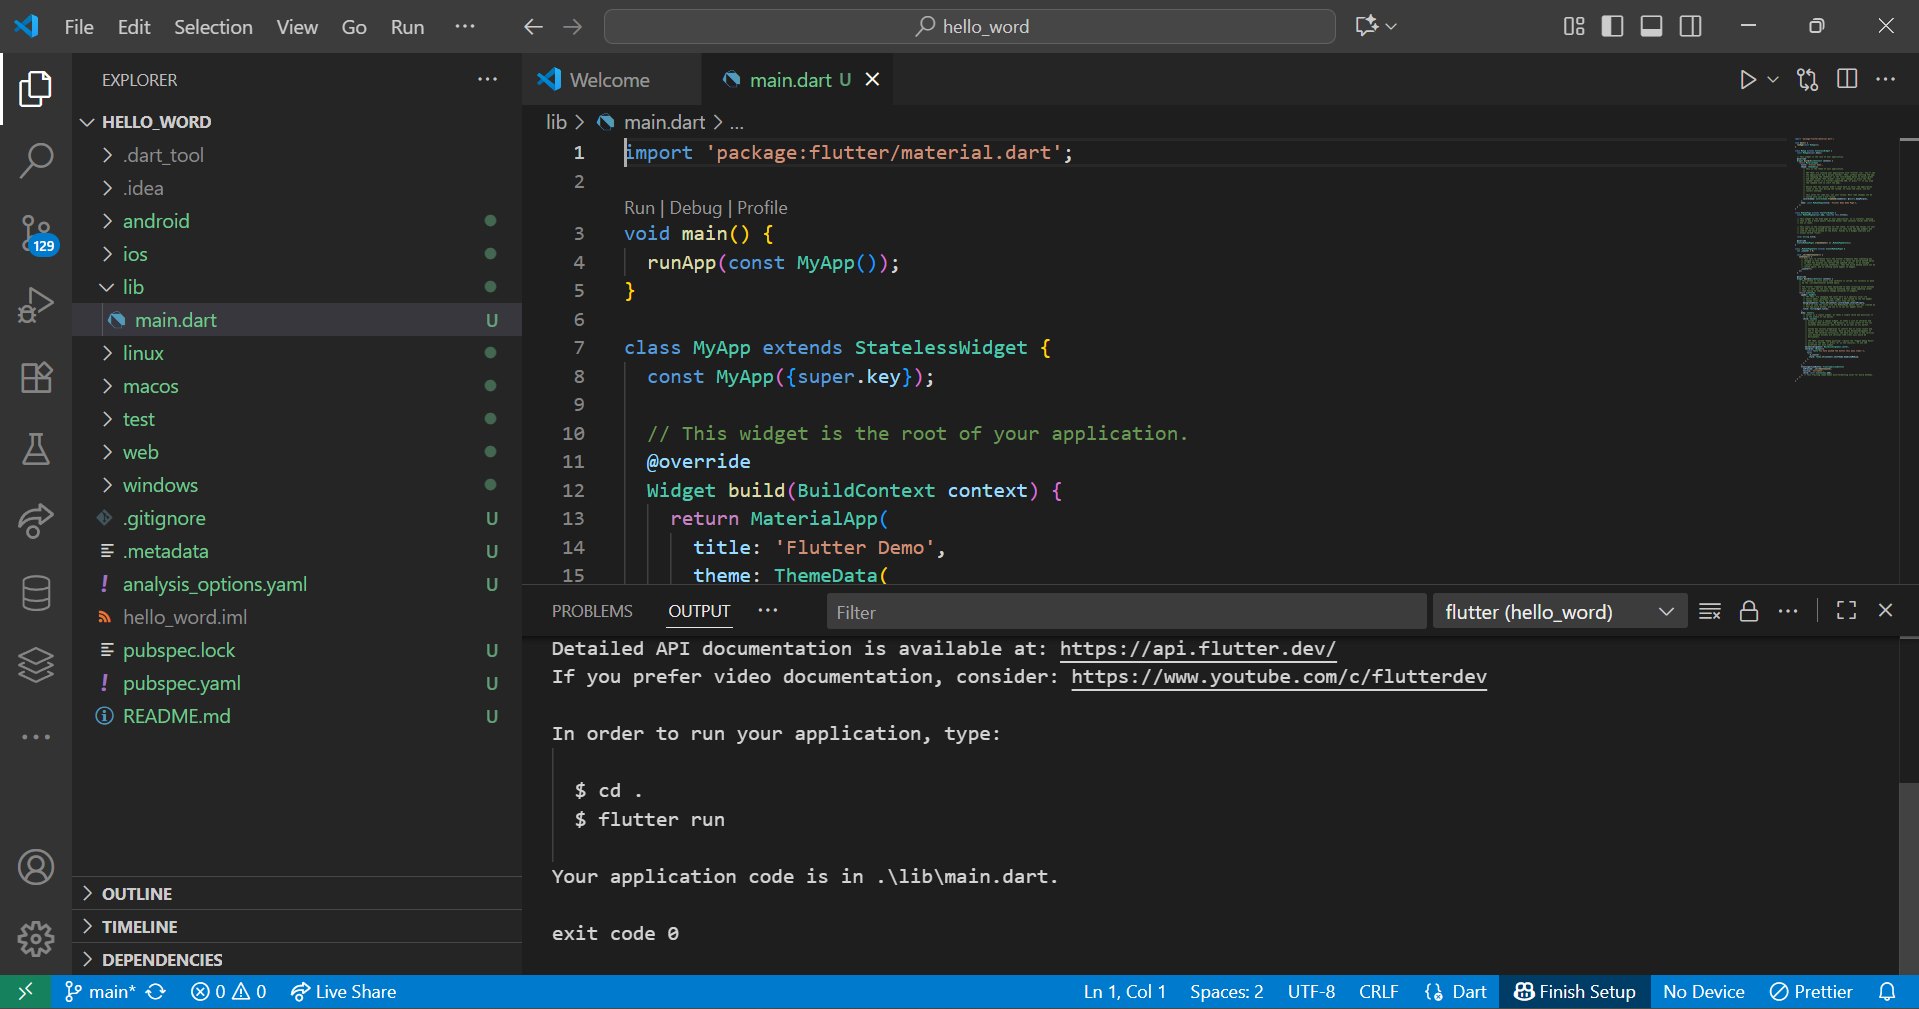 File Edit Selection View Go Run ...
hello_word
EXPLORER
Welcome
main.dart U
HELLO_WORD
.dart_tool
.idea
android
129
ios
lib
main.dart U
linux
macos
test
web
windows
.gitignore U
.metadata U
analysis_options.yaml U
hello_word.iml
pubspec.lock U
pubspec.yaml U
README.md U
OUTLINE
TIMELINE
DEPENDENCIES
lib > main.dart > ...
1 import 'package:flutter/material.dart';
2
Run | Debug | Profile
3 void main() {
4 runApp(const MyApp());
5 }
6
7 class MyApp extends StatelessWidget {
8 const MyApp({super.key});
9
10 // This widget is the root of your application.
11 @override
12 Widget build(BuildContext context) {
13 return MaterialApp(
14 title: 'Flutter Demo',
15 theme: ThemeData(
PROBLEMS OUTPUT ... Filter flutter (hello_word)
Detailed API documentation is available at: https://api.flutter.dev/
If you prefer video documentation, consider: https://www.youtube.com/c/flutterdev
In order to run your application, type:
$ cd .
$ flutter run
Your application code is in .\lib\main.dart.
exit code 0
main* 0 0 Live Share Ln 1, Col 1 Spaces: 2 UTF-8 CRLF Dart Finish Setup No Device Prettier